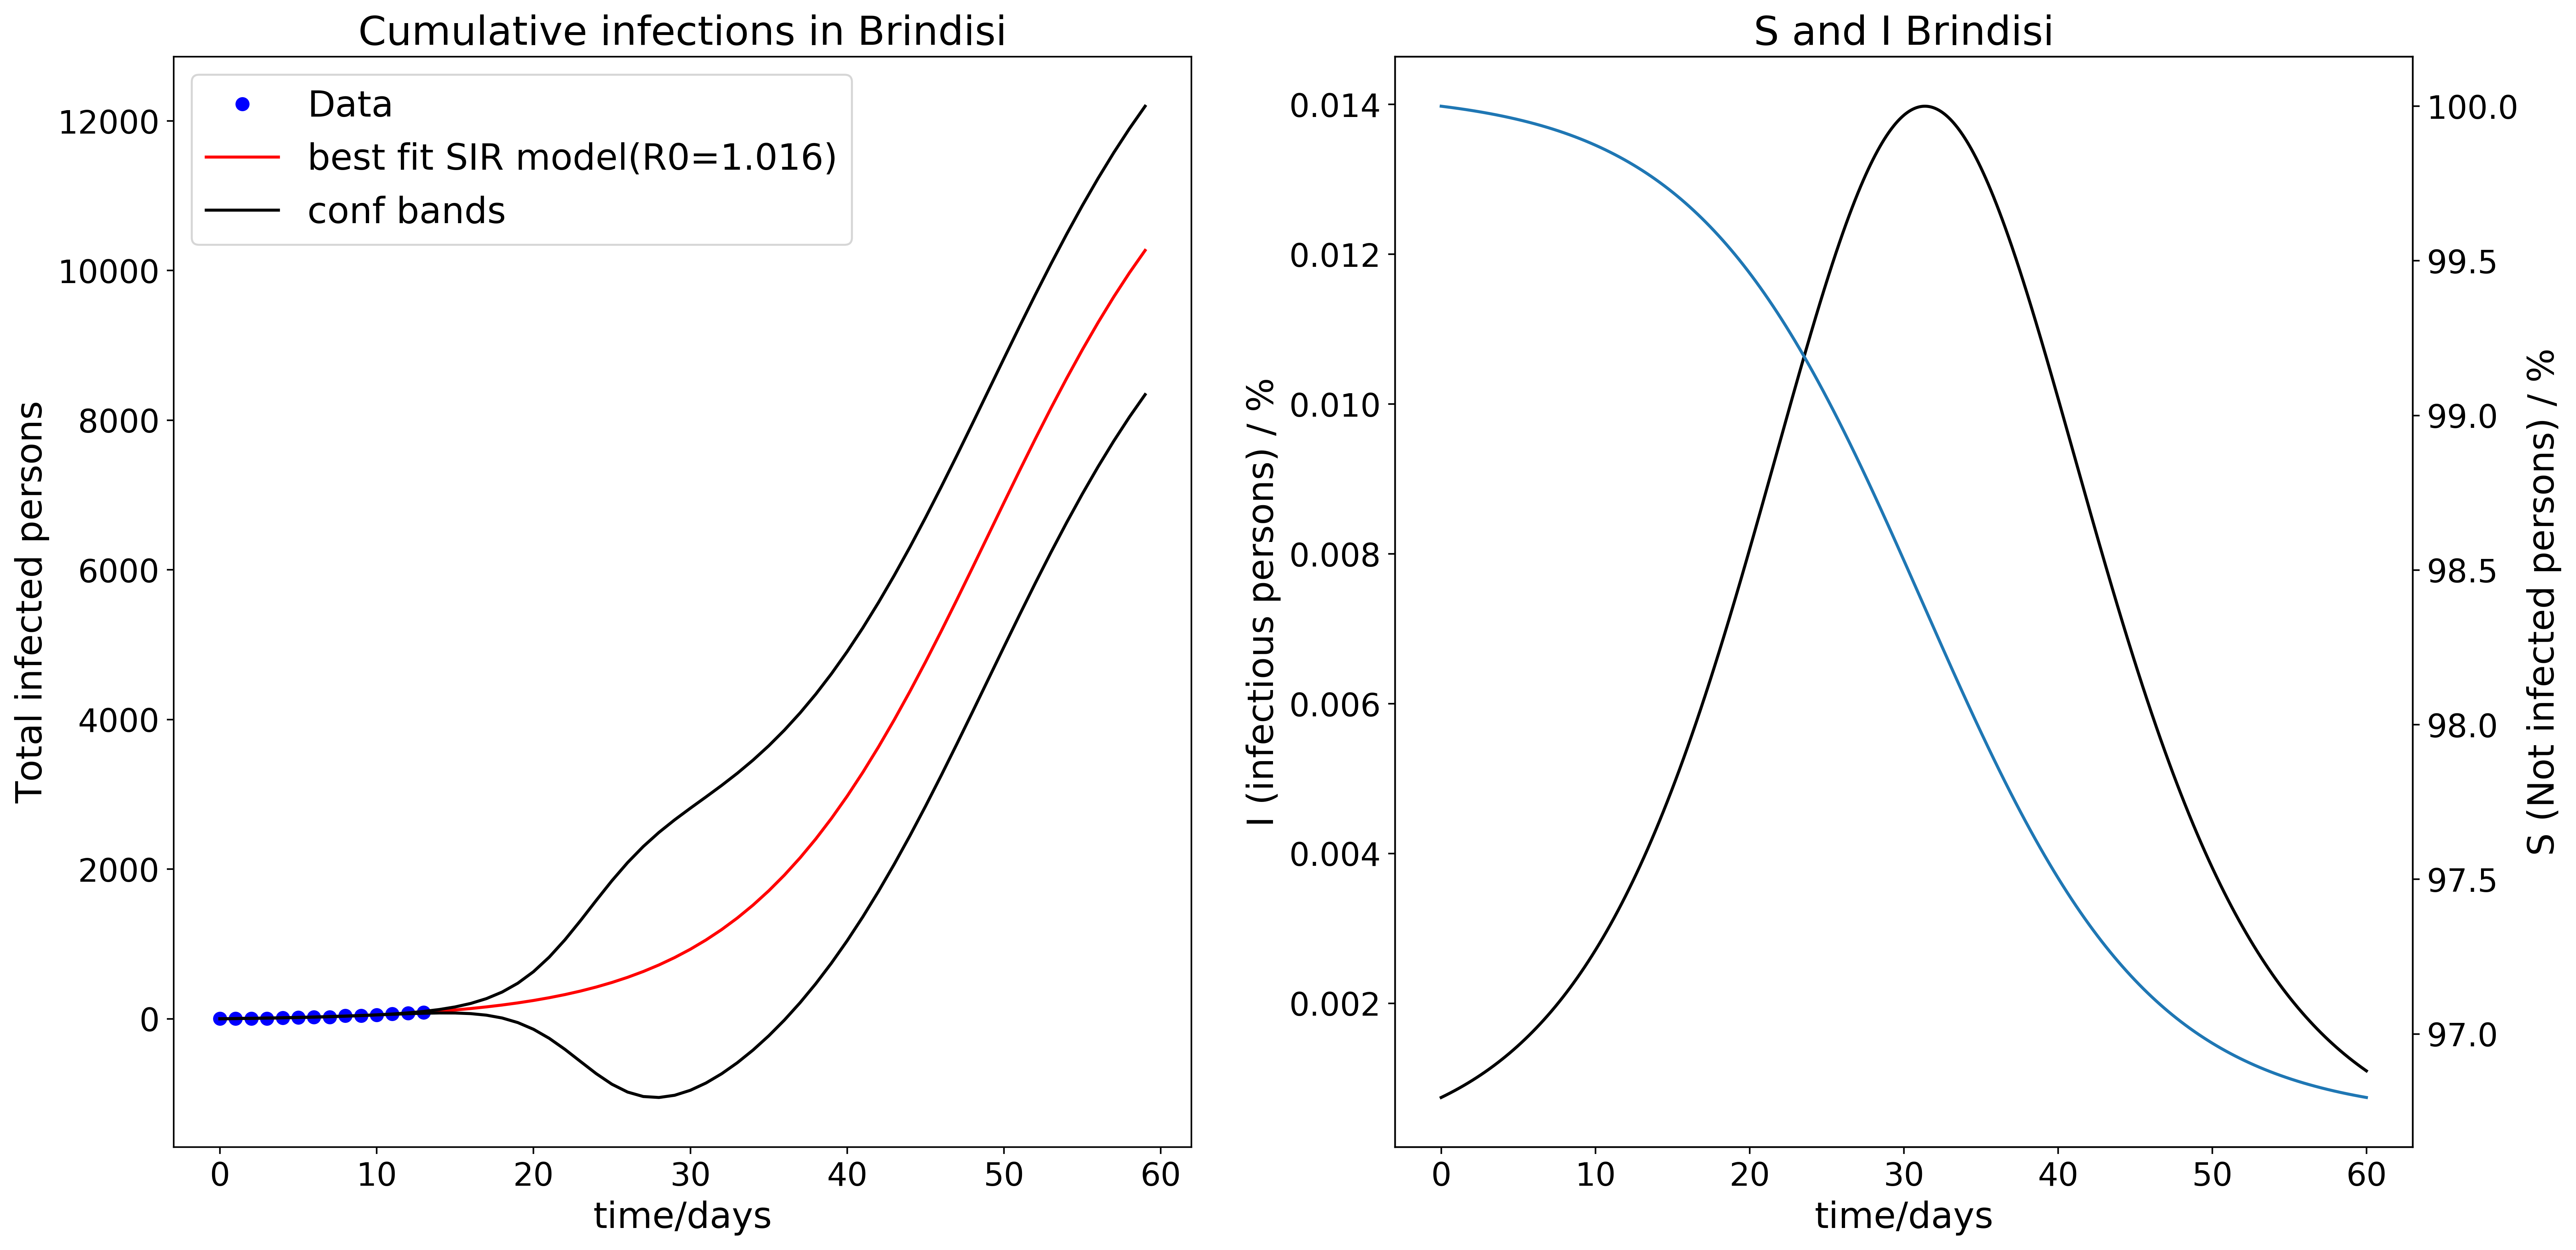 Cumulative infections in Brindisi
Data
best fit SIR model(R0=1.016)
conf bands
12000
10000
8000
6000
4000
2000
0
Total infected persons
0 10 20 30 40 50 60
time/days
S and I Brindisi
0.014
0.012
0.010
0.008
0.006
0.004
0.002
I (infectious persons) / %
100.0
99.5
99.0
98.5
98.0
97.5
97.0
S (Not infected persons) / %
0 10 20 30 40 50 60
time/days